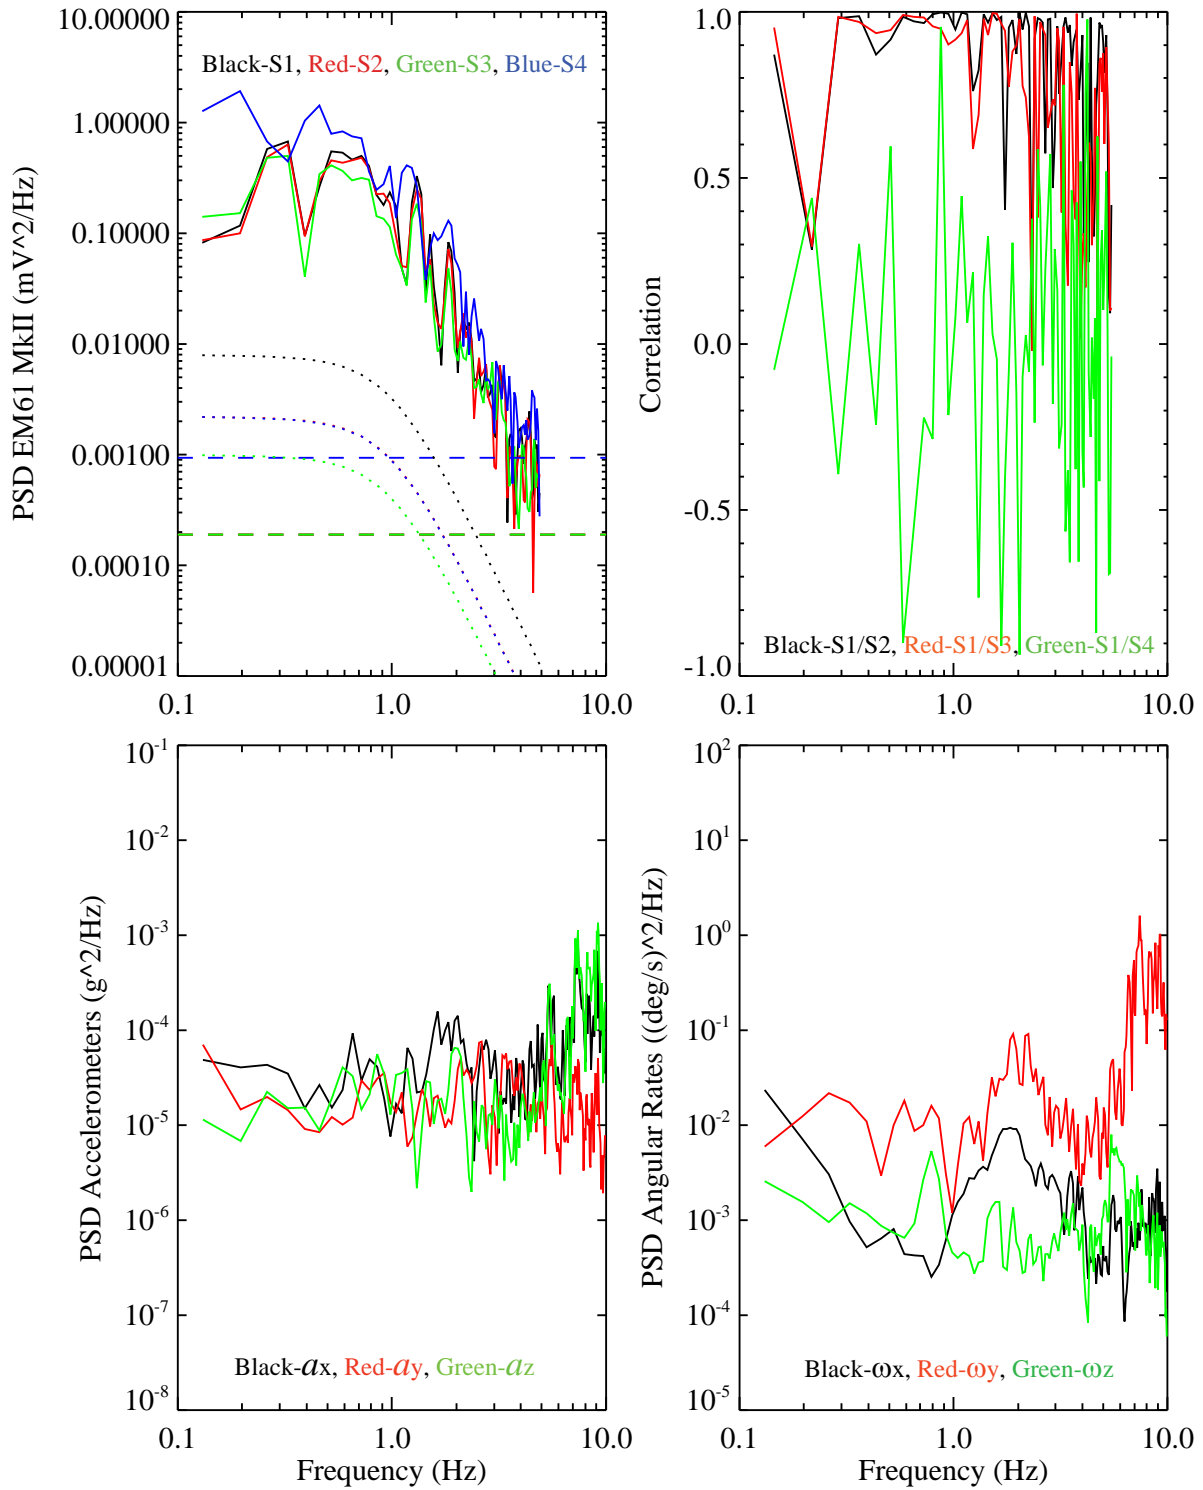 10.00000
1.00000
0.10000
0.01000
0.00100
0.00010
0.00001
PSD EM61 MkII (mV^2/Hz)
Black-S1, Red-S2, Green-S3, Blue-S4
0.1 1.0 10.0
1.0
0.5
0.0
-0.5
-1.0
Correlation
Black-S1/S2, Red-S1/S3, Green-S1/S4
0.1 1.0 10.0
10^-1
10^-2
10^-3
10^-4
10^-5
10^-6
10^-7
10^-8
PSD Accelerometers (g^2/Hz)
Black-ax, Red-ay, Green-az
0.1 1.0 10.0
Frequency (Hz)
10^2
10^1
10^0
10^-1
10^-2
10^-3
10^-4
10^-5
PSD Angular Rates ((deg/s)^2/Hz)
Black-ωx, Red-ωy, Green-ωz
0.1 1.0 10.0
Frequency (Hz)